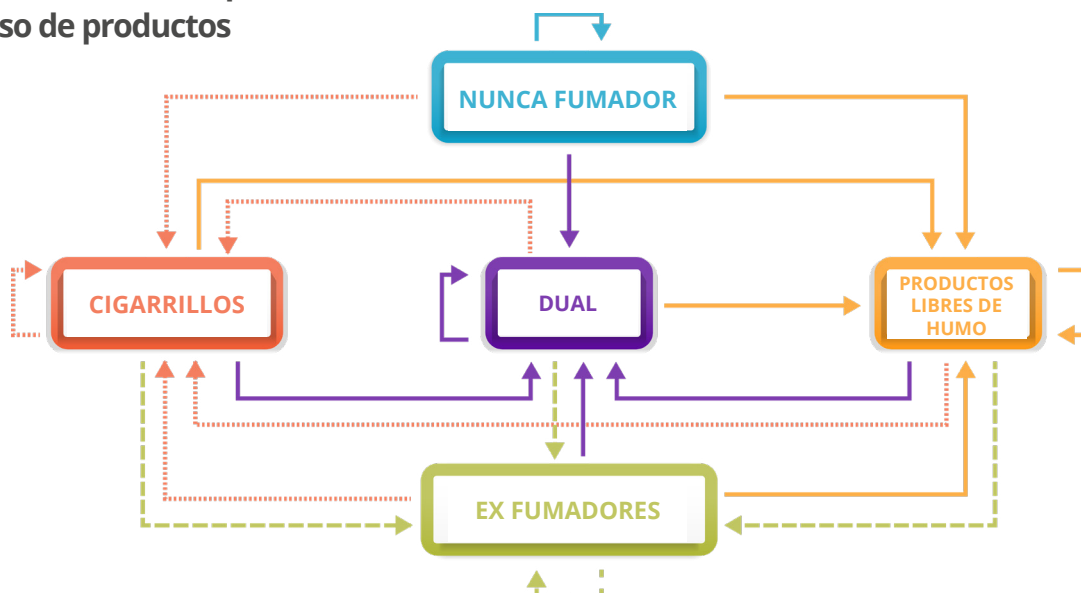 so de productos
NUNCA FUMADOR
CIGARRILLOS
DUAL
PRODUCTOS
LIBRES DE
HUMO
EX FUMADORES